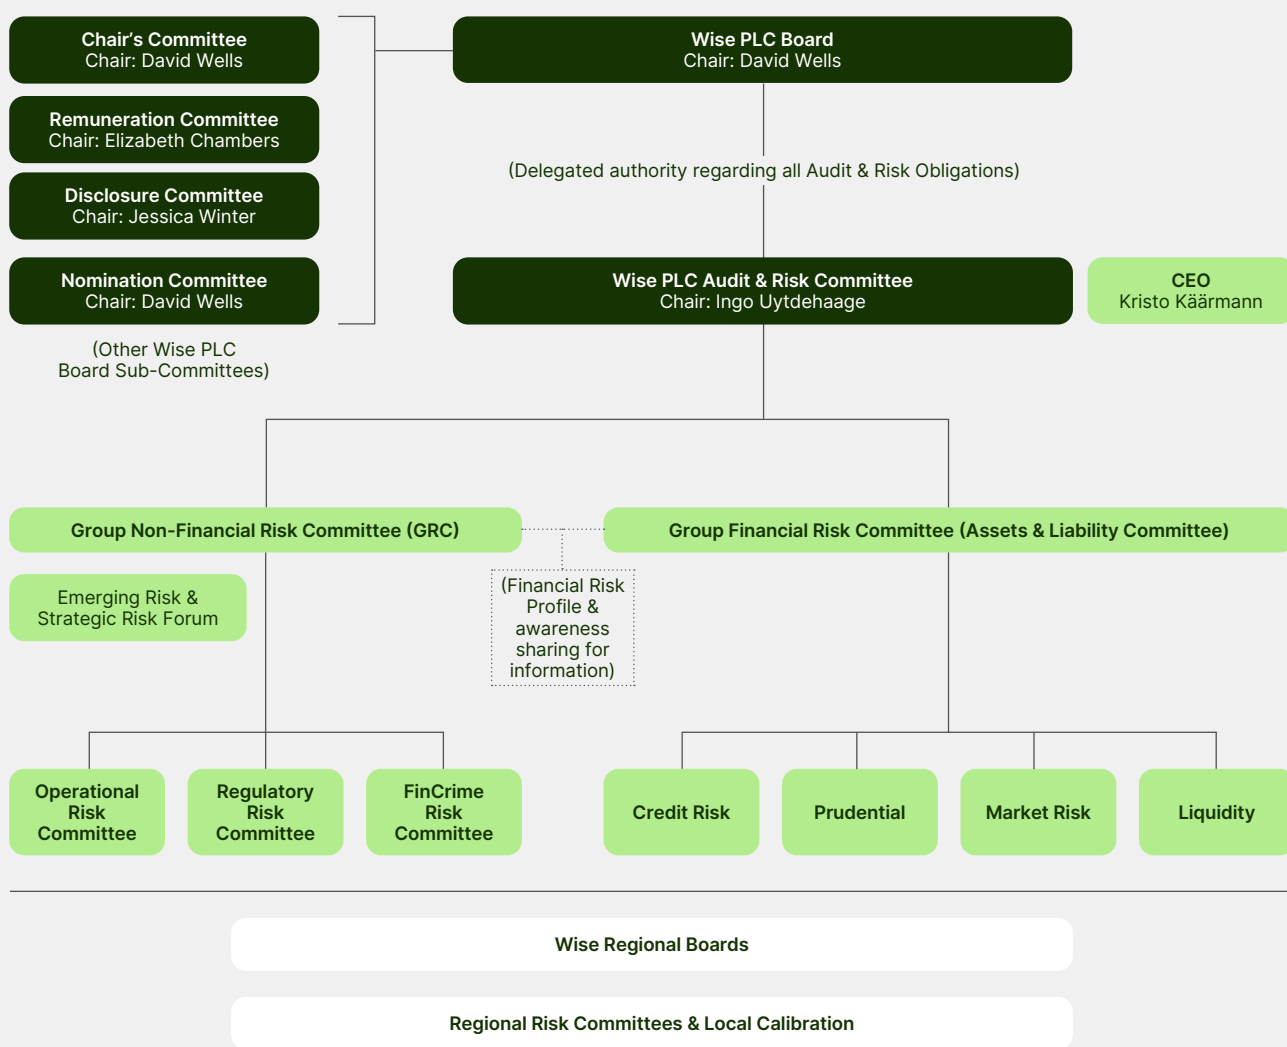 Chair’s Committee
Chair: David Wells
Remuneration Committee
Chair: Elizabeth Chambers
Disclosure Committee
Chair: Jessica Winter
Nomination Committee
Chair: David Wells
(Other Wise PLC
Board Sub-Committees)
Wise PLC Board
Chair: David Wells
(Delegated authority regarding all Audit & Risk Obligations)
Wise PLC Audit & Risk Committee
Chair: Ingo Uytdehaage
CEO
Kristo Käärmann
Group Non-Financial Risk Committee (GRC)
Group Financial Risk Committee (Assets & Liability Committee)
Emerging Risk &
Strategic Risk Forum
(Financial Risk
Profile &
awareness
sharing for
information)
Operational
Risk
Committee
Regulatory
Risk
Committee
FinCrime
Risk
Committee
Credit Risk
Prudential
Market Risk
Liquidity
Wise Regional Boards
Regional Risk Committees & Local Calibration